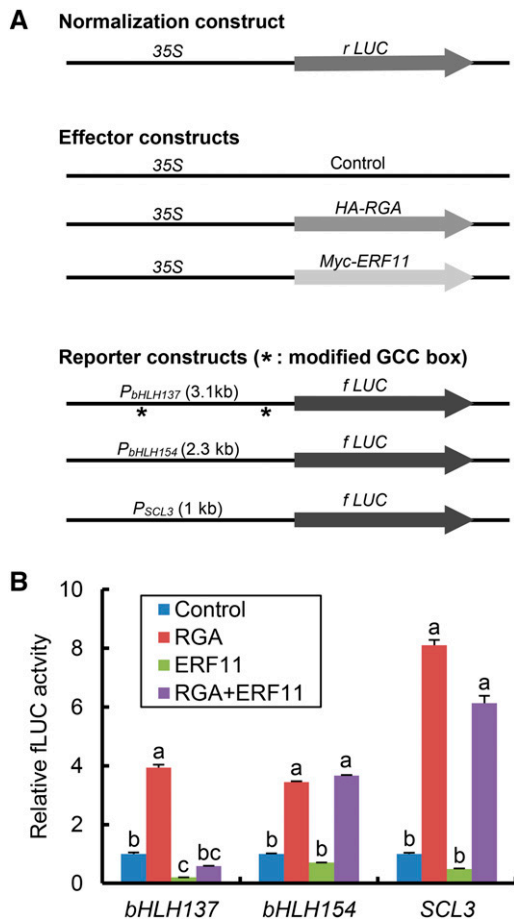 A
Normalization construct
35S
r LUC
Effector constructs
35S
Control
35S
HA-RGA
35S
Myc-ERF11
Reporter constructs (*: modified GCC box)
PbHLH137 (3.1kb)
f LUC
* *
PbHLH154 (2.3 kb)
f LUC
PSCL3 (1 kb)
f LUC
B
Relative fLUC actvity
10
8
6
4
2
0
Control
RGA
ERF11
RGA+ERF11
b a c bc
b a b a
b a b a
bHLH137 bHLH154 SCL3